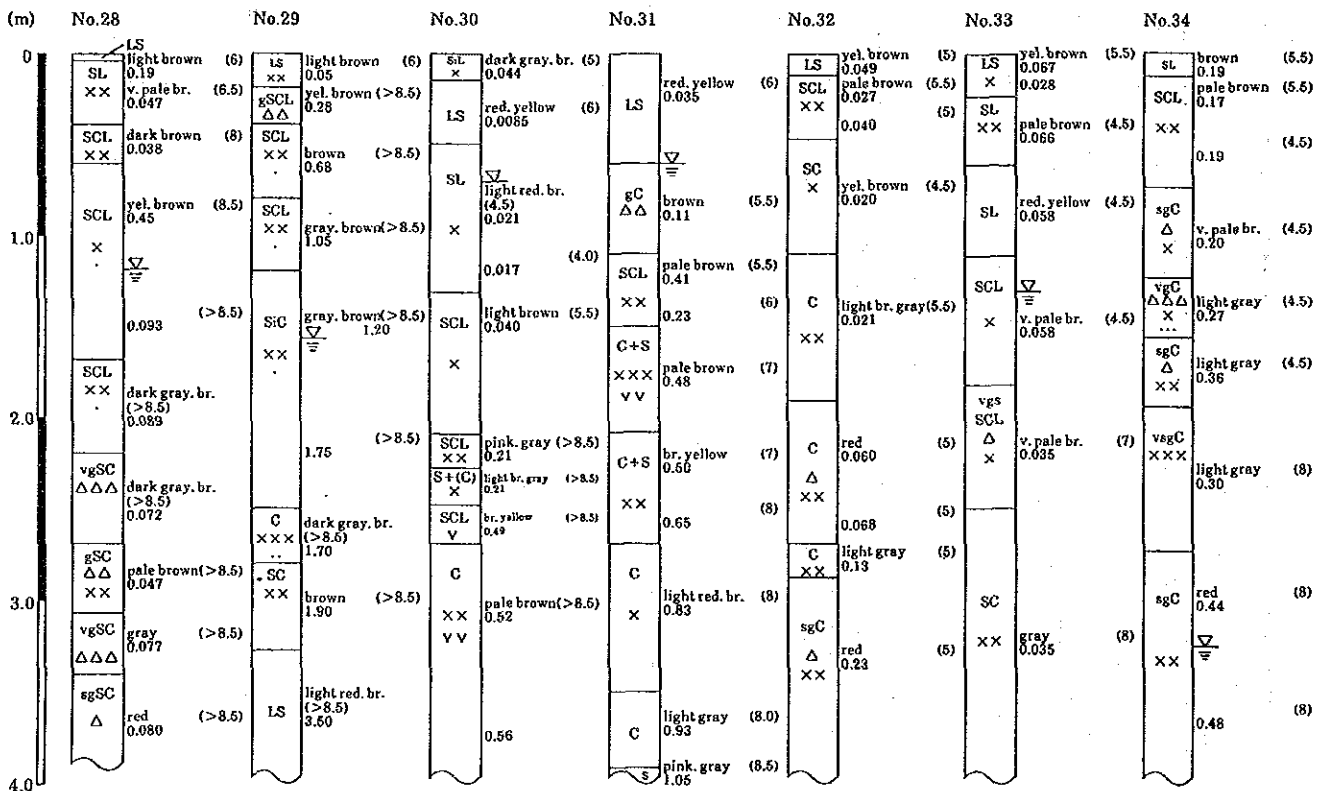 (m)
No.28
No.29
No.30
No.31
No.32
No.33
No.34
0
1.0
2.0
3.0
4.0
LS
light brown (6)
0.19
SL
××
v. pale br. (6.5)
0.047
SCL
××
dark brown (8)
0.038
SCL
×
yel. brown (8.5)
0.45
(>8.5)
0.093
SCL
××
dark gray. br.
(>8.5)
0.089
vgSC
△△△
dark gray. br.
(>8.5)
0.072
gSC
△△
××
pale brown (>8.5)
0.047
vgSC
△△△
gray (>8.5)
0.077
sgSC
△
red (>8.5)
0.080
LS
××
light brown (6)
0.05
gSCL
△△
yel. brown (>8.5)
0.28
SCL
××
brown (>8.5)
0.68
SCL
××
gray. brown (>8.5)
1.05
SiC
××
gray. brown (>8.5)
1.20
(>8.5)
1.75
C
×××
dark gray. br.
(>8.5)
1.70
SC
××
brown (>8.5)
1.90
LS
light red. br.
(>8.5)
3.50
SiL
×
dark gray. br. (5)
0.044
LS
red. yellow (6)
0.0085
SL
×
light red. br.
(4.5)
0.021
(4.0)
0.017
SCL
×
light brown (5.5)
0.040
SCL
××
pink. gray (>8.5)
0.21
S+(C)
×
light br. gray (>8.5)
0.21
SCL
v
br. yellow (>8.5)
0.49
C
××
vv
pale brown (>8.5)
0.52
0.56
LS
red. yellow (6)
0.035
gC
△△
brown (5.5)
0.11
SCL
××
pale brown (5.5)
0.41
(6)
0.23
C+S
×××
vv
pale brown (7)
0.48
C+S
××
br. yellow (7)
0.50
(8)
0.65
C
×
light red. br. (8)
0.83
C
light gray (8.0)
0.93
s
pink. gray (8.5)
1.05
LS
yel. brown (5)
0.049
SCL
××
pale brown (5.5)
0.027
(5)
0.040
SC
×
yel. brown (4.5)
0.020
C
××
light br. gray (5.5)
0.021
C
△
××
red (5)
0.060
(5)
0.068
C
××
light gray (5)
0.13
sgC
△
××
red (5)
0.23
LS
×
yel. brown (5.5)
0.067
0.028
SL
××
pale brown (4.5)
0.066
SL
red. yellow (4.5)
0.058
SCL
×
v. pale br. (4.5)
0.058
vgs
SCL
△
×
v. pale br. (7)
0.035
SC
××
gray (8)
0.035
SL
brown (5.5)
0.19
SCL
××
pale brown (5.5)
0.17
(4.5)
0.19
sgC
△
×
v. pale br. (4.5)
0.20
vgC
△△△
×
light gray (4.5)
0.27
sgC
△
××
light gray (4.5)
0.36
vsgC
×××
light gray (8)
0.30
sgC
××
red (8)
0.44
(8)
0.48